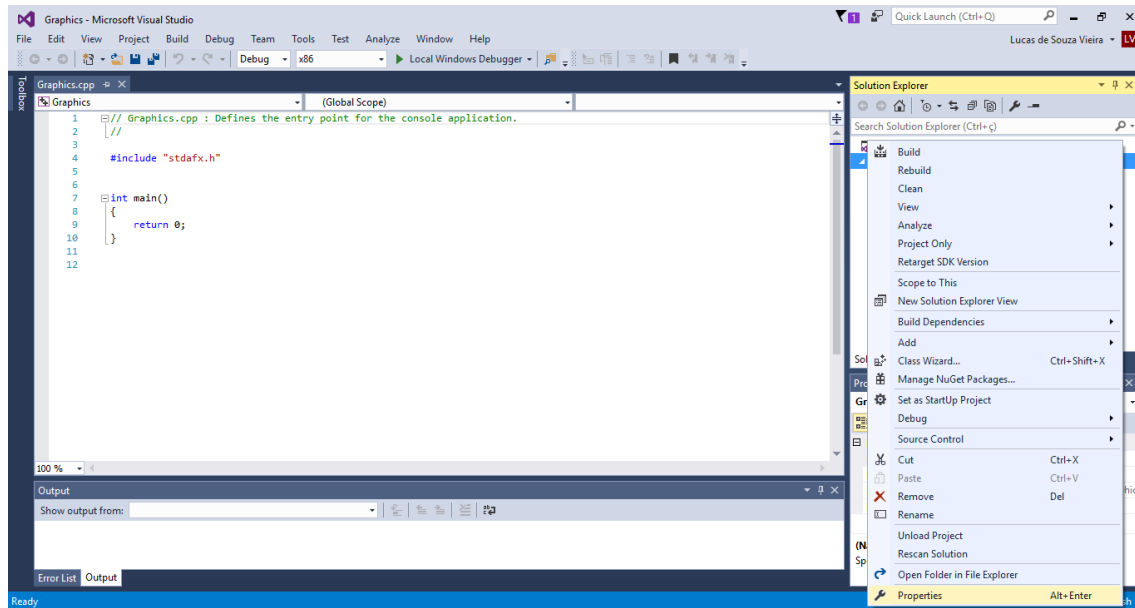 Graphics - Microsoft Visual Studio
1
Quick Launch (Ctrl+Q)
File Edit View Project Build Debug Team Tools Test Analyze Window Help
Lucas de Souza Vieira
LV
Debug
x86
Local Windows Debugger
Toolbox
Graphics.cpp
Graphics
(Global Scope)
1 // Graphics.cpp : Defines the entry point for the console application.
2 //
3
4 #include "stdafx.h"
5
6
7 int main()
8 {
9 return 0;
10 }
11
12
100 %
Output
Show output from:
Error List Output
Ready
Solution Explorer
Search Solution Explorer (Ctrl+ç)
Build
Rebuild
Clean
View
Analyze
Project Only
Retarget SDK Version
Scope to This
New Solution Explorer View
Build Dependencies
Add
Class Wizard... Ctrl+Shift+X
Manage NuGet Packages...
Set as StartUp Project
Debug
Source Control
Cut Ctrl+X
Paste Ctrl+V
Remove Del
Rename
Unload Project
Rescan Solution
Open Folder in File Explorer
Properties Alt+Enter